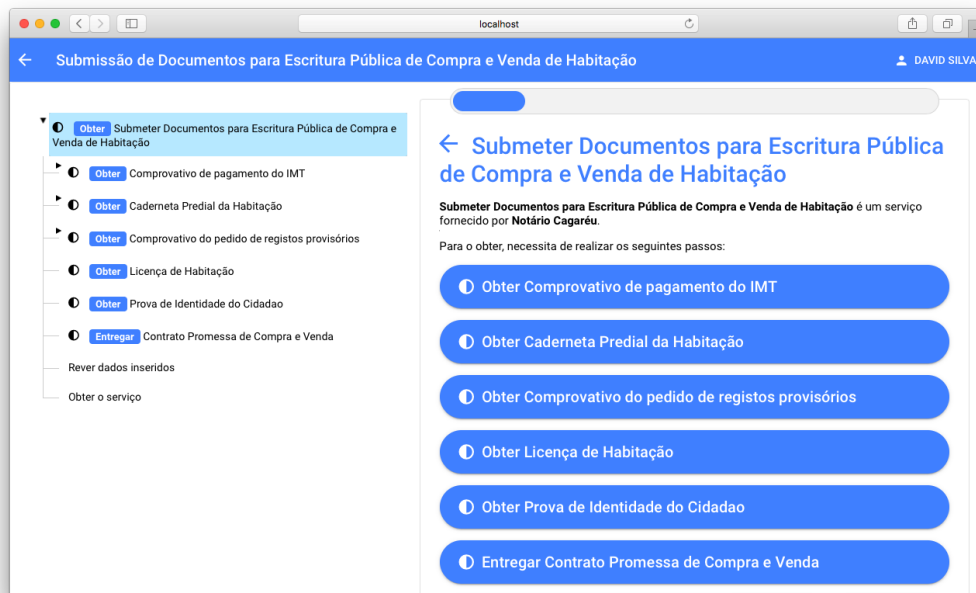 localhost
Submissão de Documentos para Escritura Pública de Compra e Venda de Habitação
DAVID SILVA
Obter Submeter Documentos para Escritura Pública de Compra e
Venda de Habitação
Obter Comprovativo de pagamento do IMT
Obter Caderneta Predial da Habitação
Obter Comprovativo do pedido de registos provisórios
Obter Licença de Habitação
Obter Prova de Identidade do Cidadao
Entregar Contrato Promessa de Compra e Venda
Rever dados inseridos
Obter o serviço
Submeter Documentos para Escritura Pública
de Compra e Venda de Habitação
Submeter Documentos para Escritura Pública de Compra e Venda de Habitação é um serviço
fornecido por Notário Cagaréu.
Para o obter, necessita de realizar os seguintes passos:
Obter Comprovativo de pagamento do IMT
Obter Caderneta Predial da Habitação
Obter Comprovativo do pedido de registos provisórios
Obter Licença de Habitação
Obter Prova de Identidade do Cidadao
Entregar Contrato Promessa de Compra e Venda